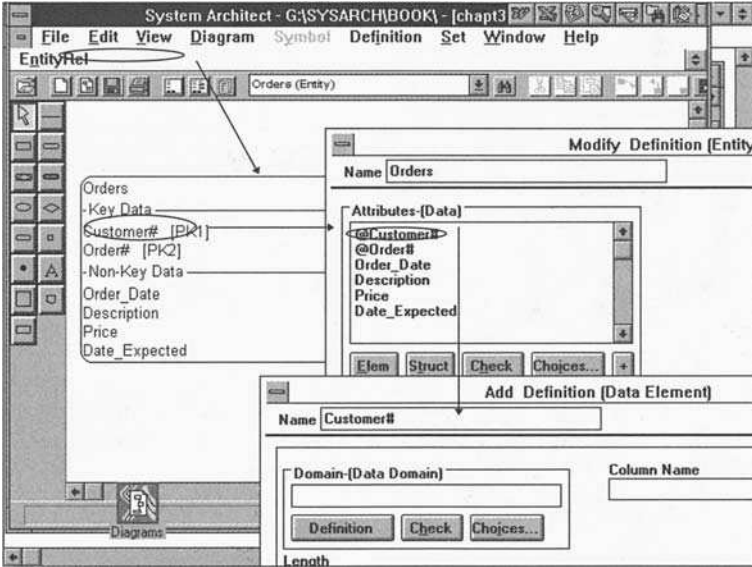 System Architect - G:\SYSARCH\BOOK\ - [chapt3
File Edit View Diagram Symbol Definition Set Window Help
EntityRel
Orders (Entity)
Modify Definition (Entity
Name Orders
Orders
-Key Data
Customer# [PK1]
Order# [PK2]
-Non-Key Data
Order_Date
Description
Price
Date_Expected
Attributes-(Data)
@Customer#
@Order#
Order_Date
Description
Price
Date_Expected
Elem Struct Check Choices... +
Add Definition (Data Element)
Name Customer#
Domain-(Data Domain)
Column Name
Definition Check Choices...
Length
Diagrams
A